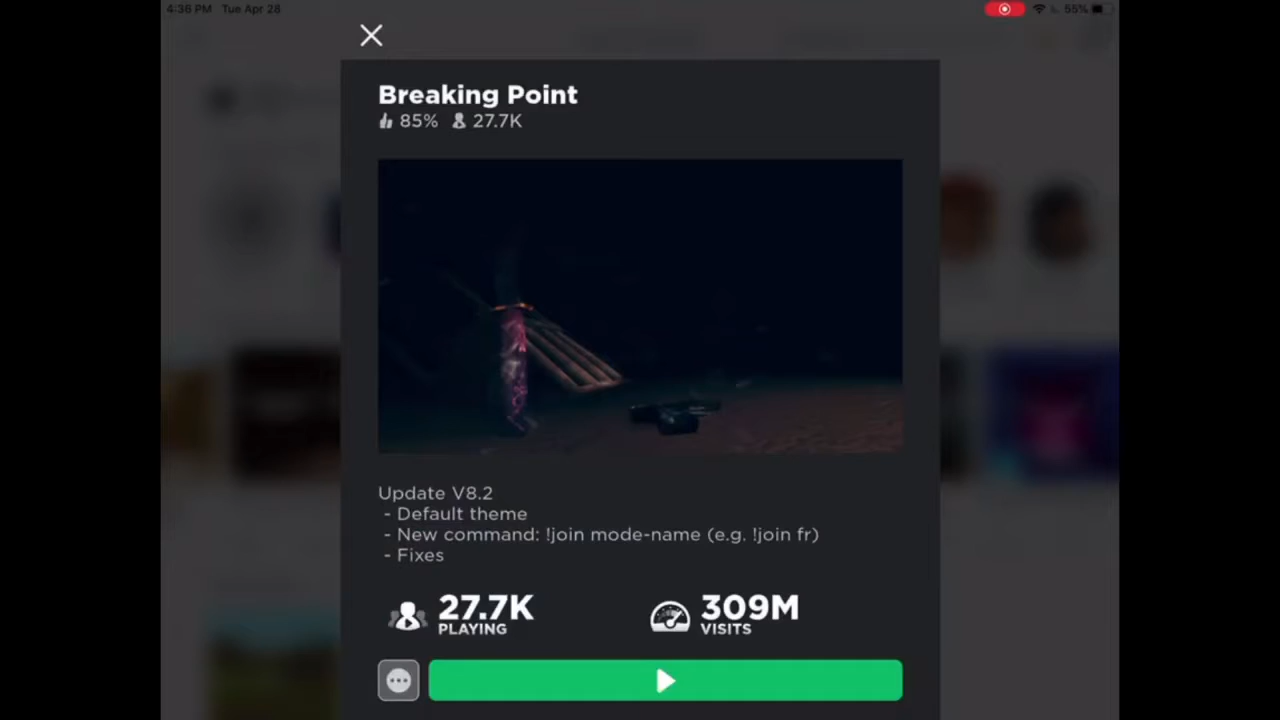 4:36 PM Tue Apr 28
55%
Breaking Point
85% 27.7K
Update V8.2
- Default theme
- New command: !join mode-name (e.g. !join fr)
- Fixes
27.7K
PLAYING
309M
VISITS